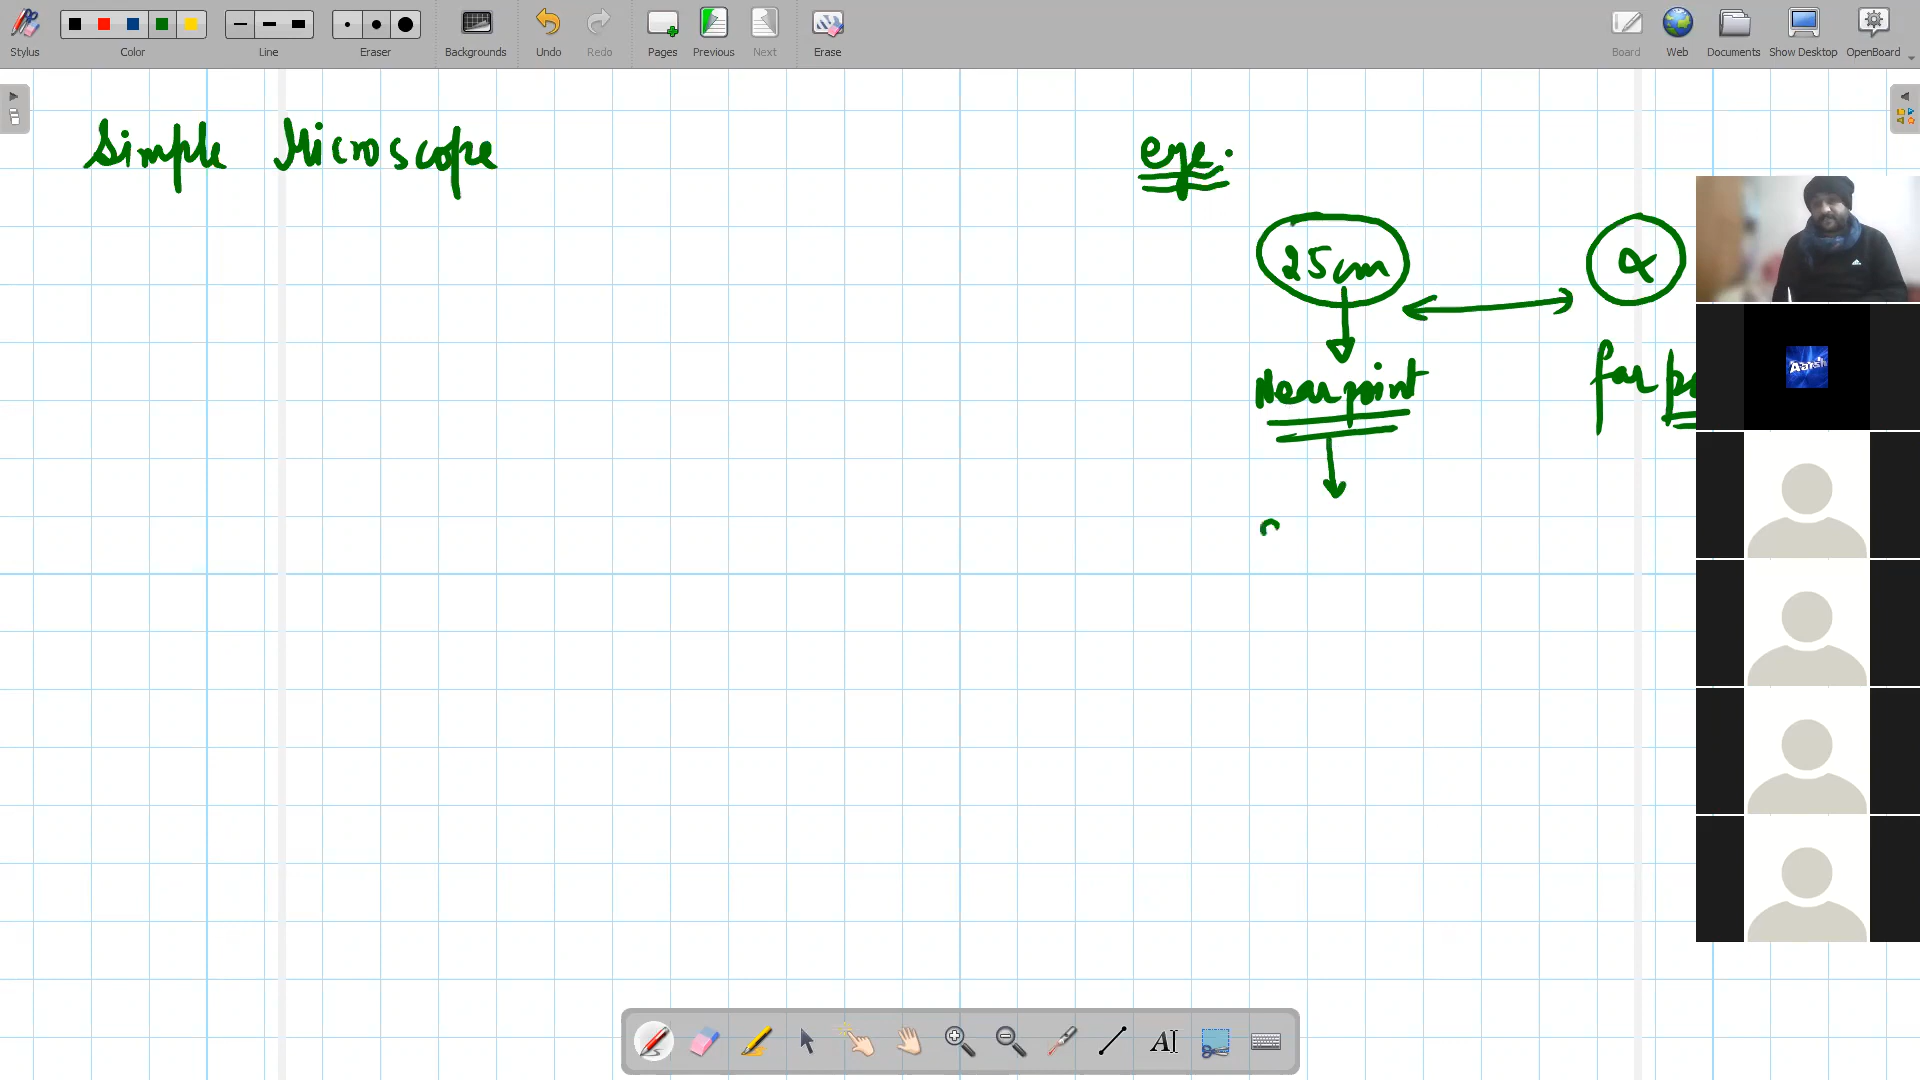 Stylus
Color
Line
Eraser
Backgrounds
Undo
Redo
Pages
Previous
Next
Erase
Board
Web
Documents
Show Desktop
OpenBoard
Simple Microscope
eye:
25cm
∝
Near point
far
Aarsh